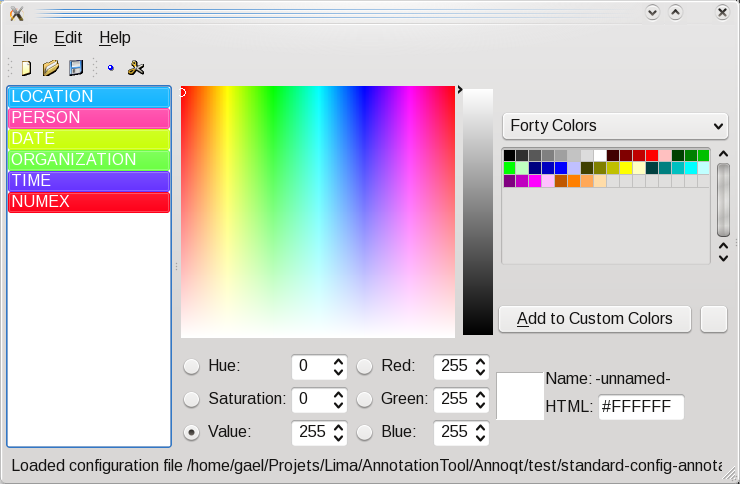 File Edit Help
LOCATION
PERSON
DATE
ORGANIZATION
TIME
NUMEX
Forty Colors
Add to Custom Colors
Hue: 0 Red: 255
Saturation: 0 Green: 255
Value: 255 Blue: 255
Name: -unnamed-
HTML: #FFFFFF
Loaded configuration file /home/gael/Projets/Lima/AnnotationTool/Annoqt/test/standard-config-annota